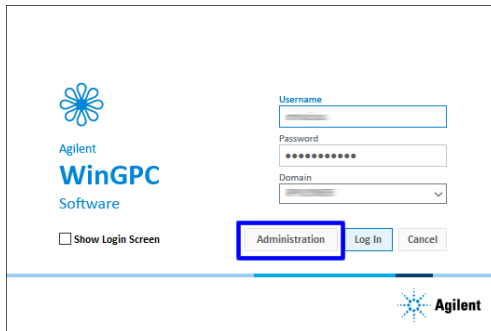 Username
Password
●●●●●●●●●●●
Agilent
WinGPC
Software
Domain
Show Login Screen
Administration
Log In
Cancel
Agilent